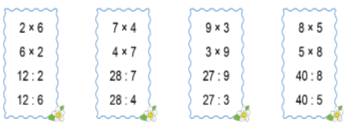 2 × 6
6 × 2
12 : 2
12 : 6
7 × 4
4 × 7
28 : 7
28 : 4
9 × 3
3 × 9
27 : 9
27 : 3
8 × 5
5 × 8
40 : 8
40 : 5